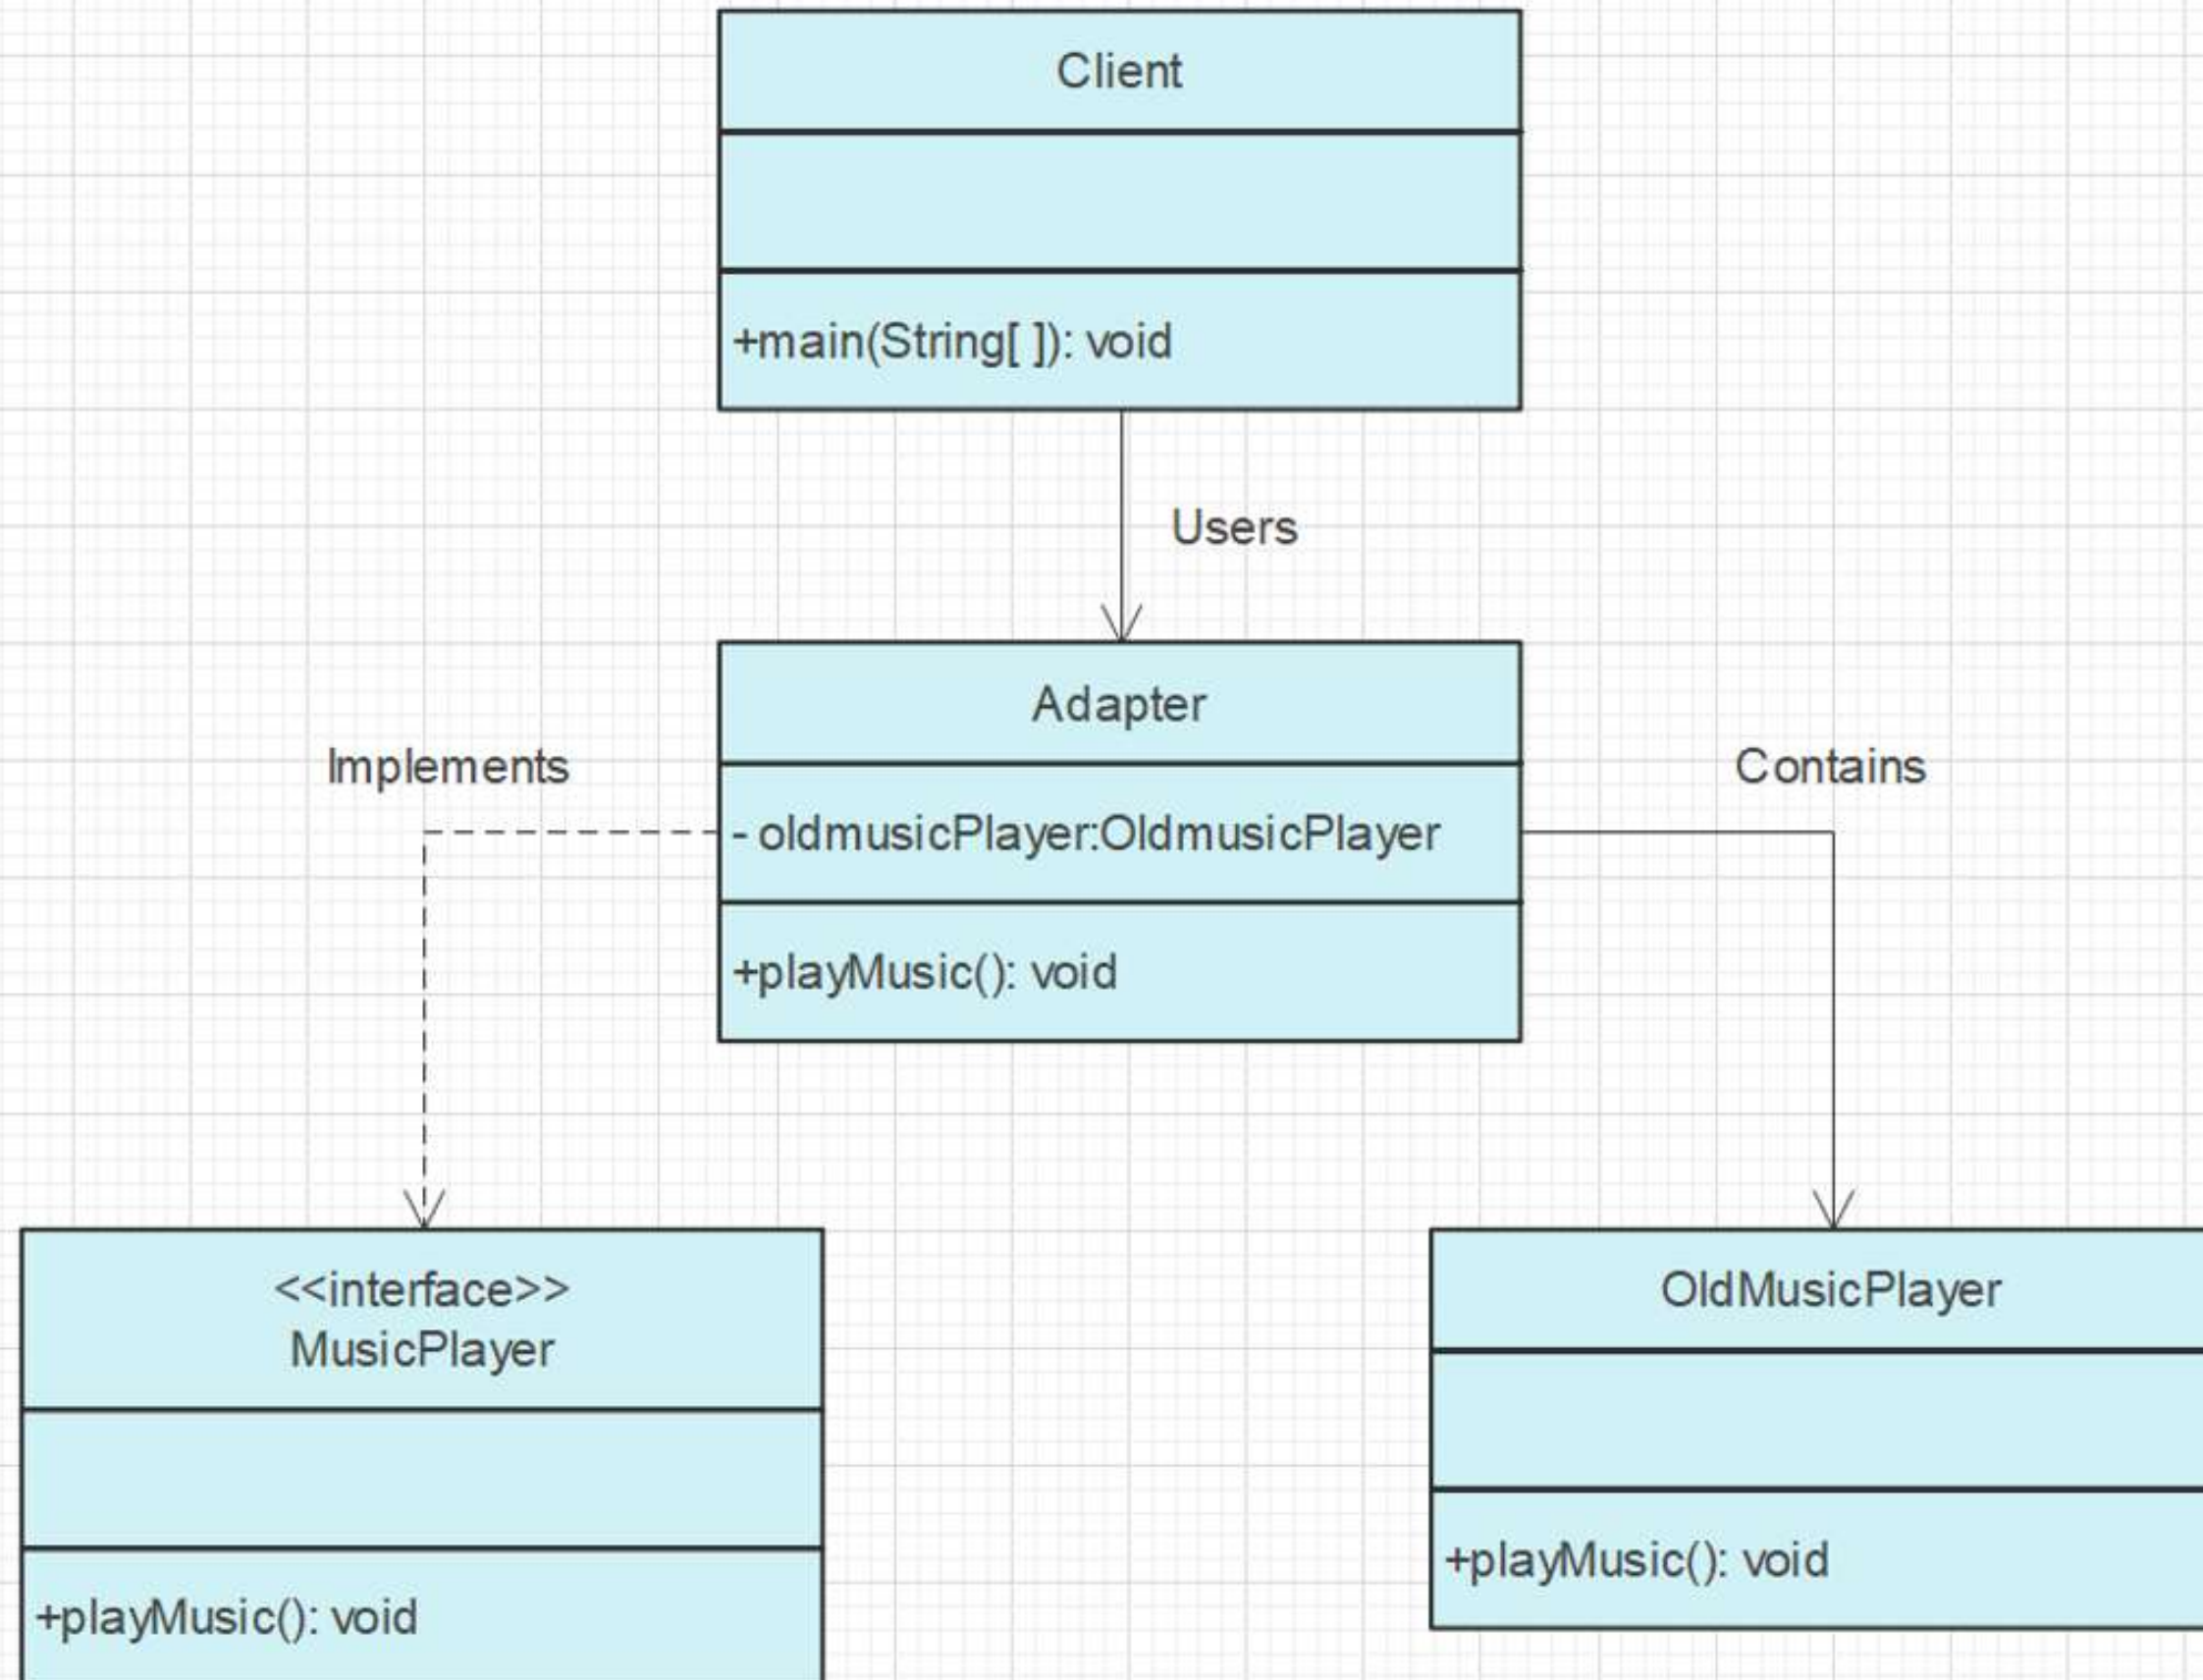 Client
+main(String[ ]): void
Users
Adapter
Implements
Contains
- oldmusicPlayer:OldmusicPlayer
+playMusic(): void
<<interface>>
MusicPlayer
+playMusic(): void
OldMusicPlayer
+playMusic(): void